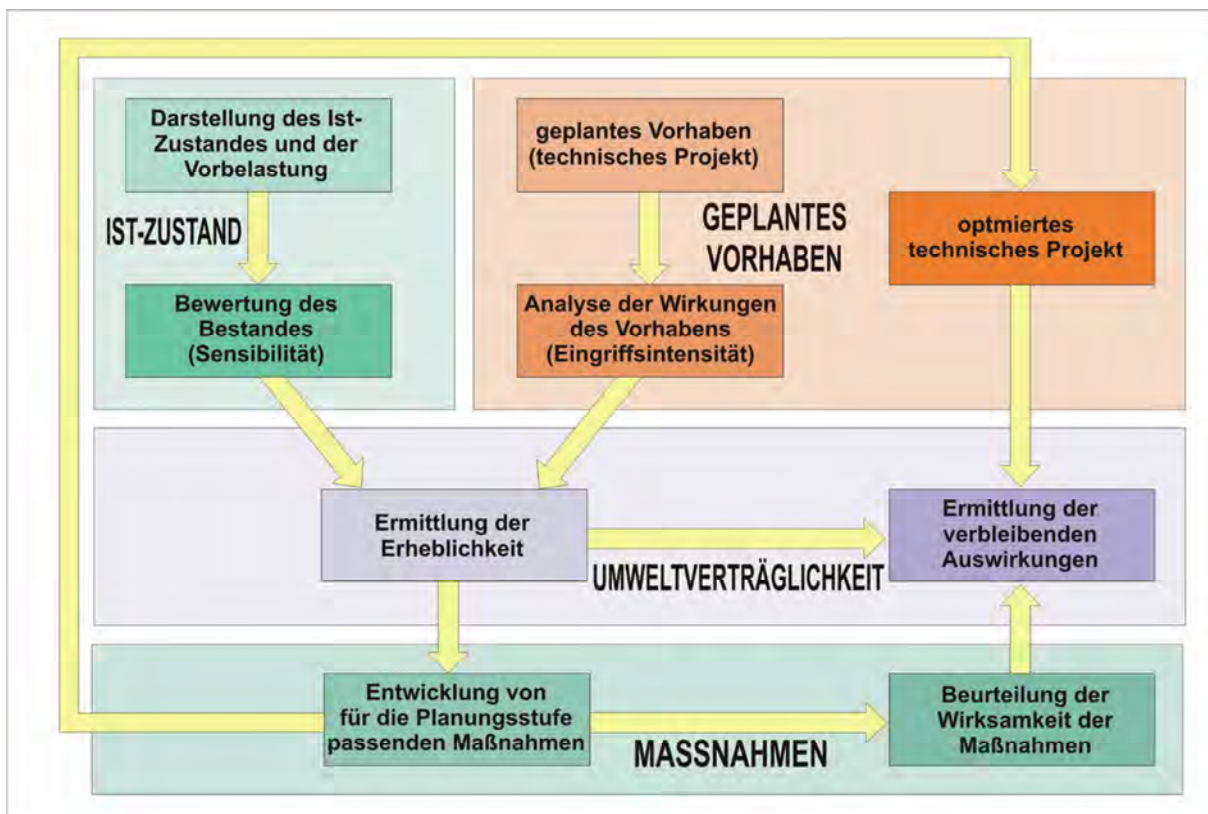 Darstellung des Ist-
Zustandes und der
Vorbelastung
IST-ZUSTAND
Bewertung des
Bestandes
(Sensibilität)
geplantes Vorhaben
(technisches Projekt)
GEPLANTES
VORHABEN
Analyse der Wirkungen
des Vorhabens
(Eingriffsintensität)
optmiertes
technisches Projekt
Ermittlung der
Erheblichkeit
UMWELTVERTRÄGLICHKEIT
Ermittlung der
verbleibenden
Auswirkungen
Entwicklung von
für die Planungsstufe
passenden Maßnahmen
MASSNAHMEN
Beurteilung der
Wirksamkeit der
Maßnahmen